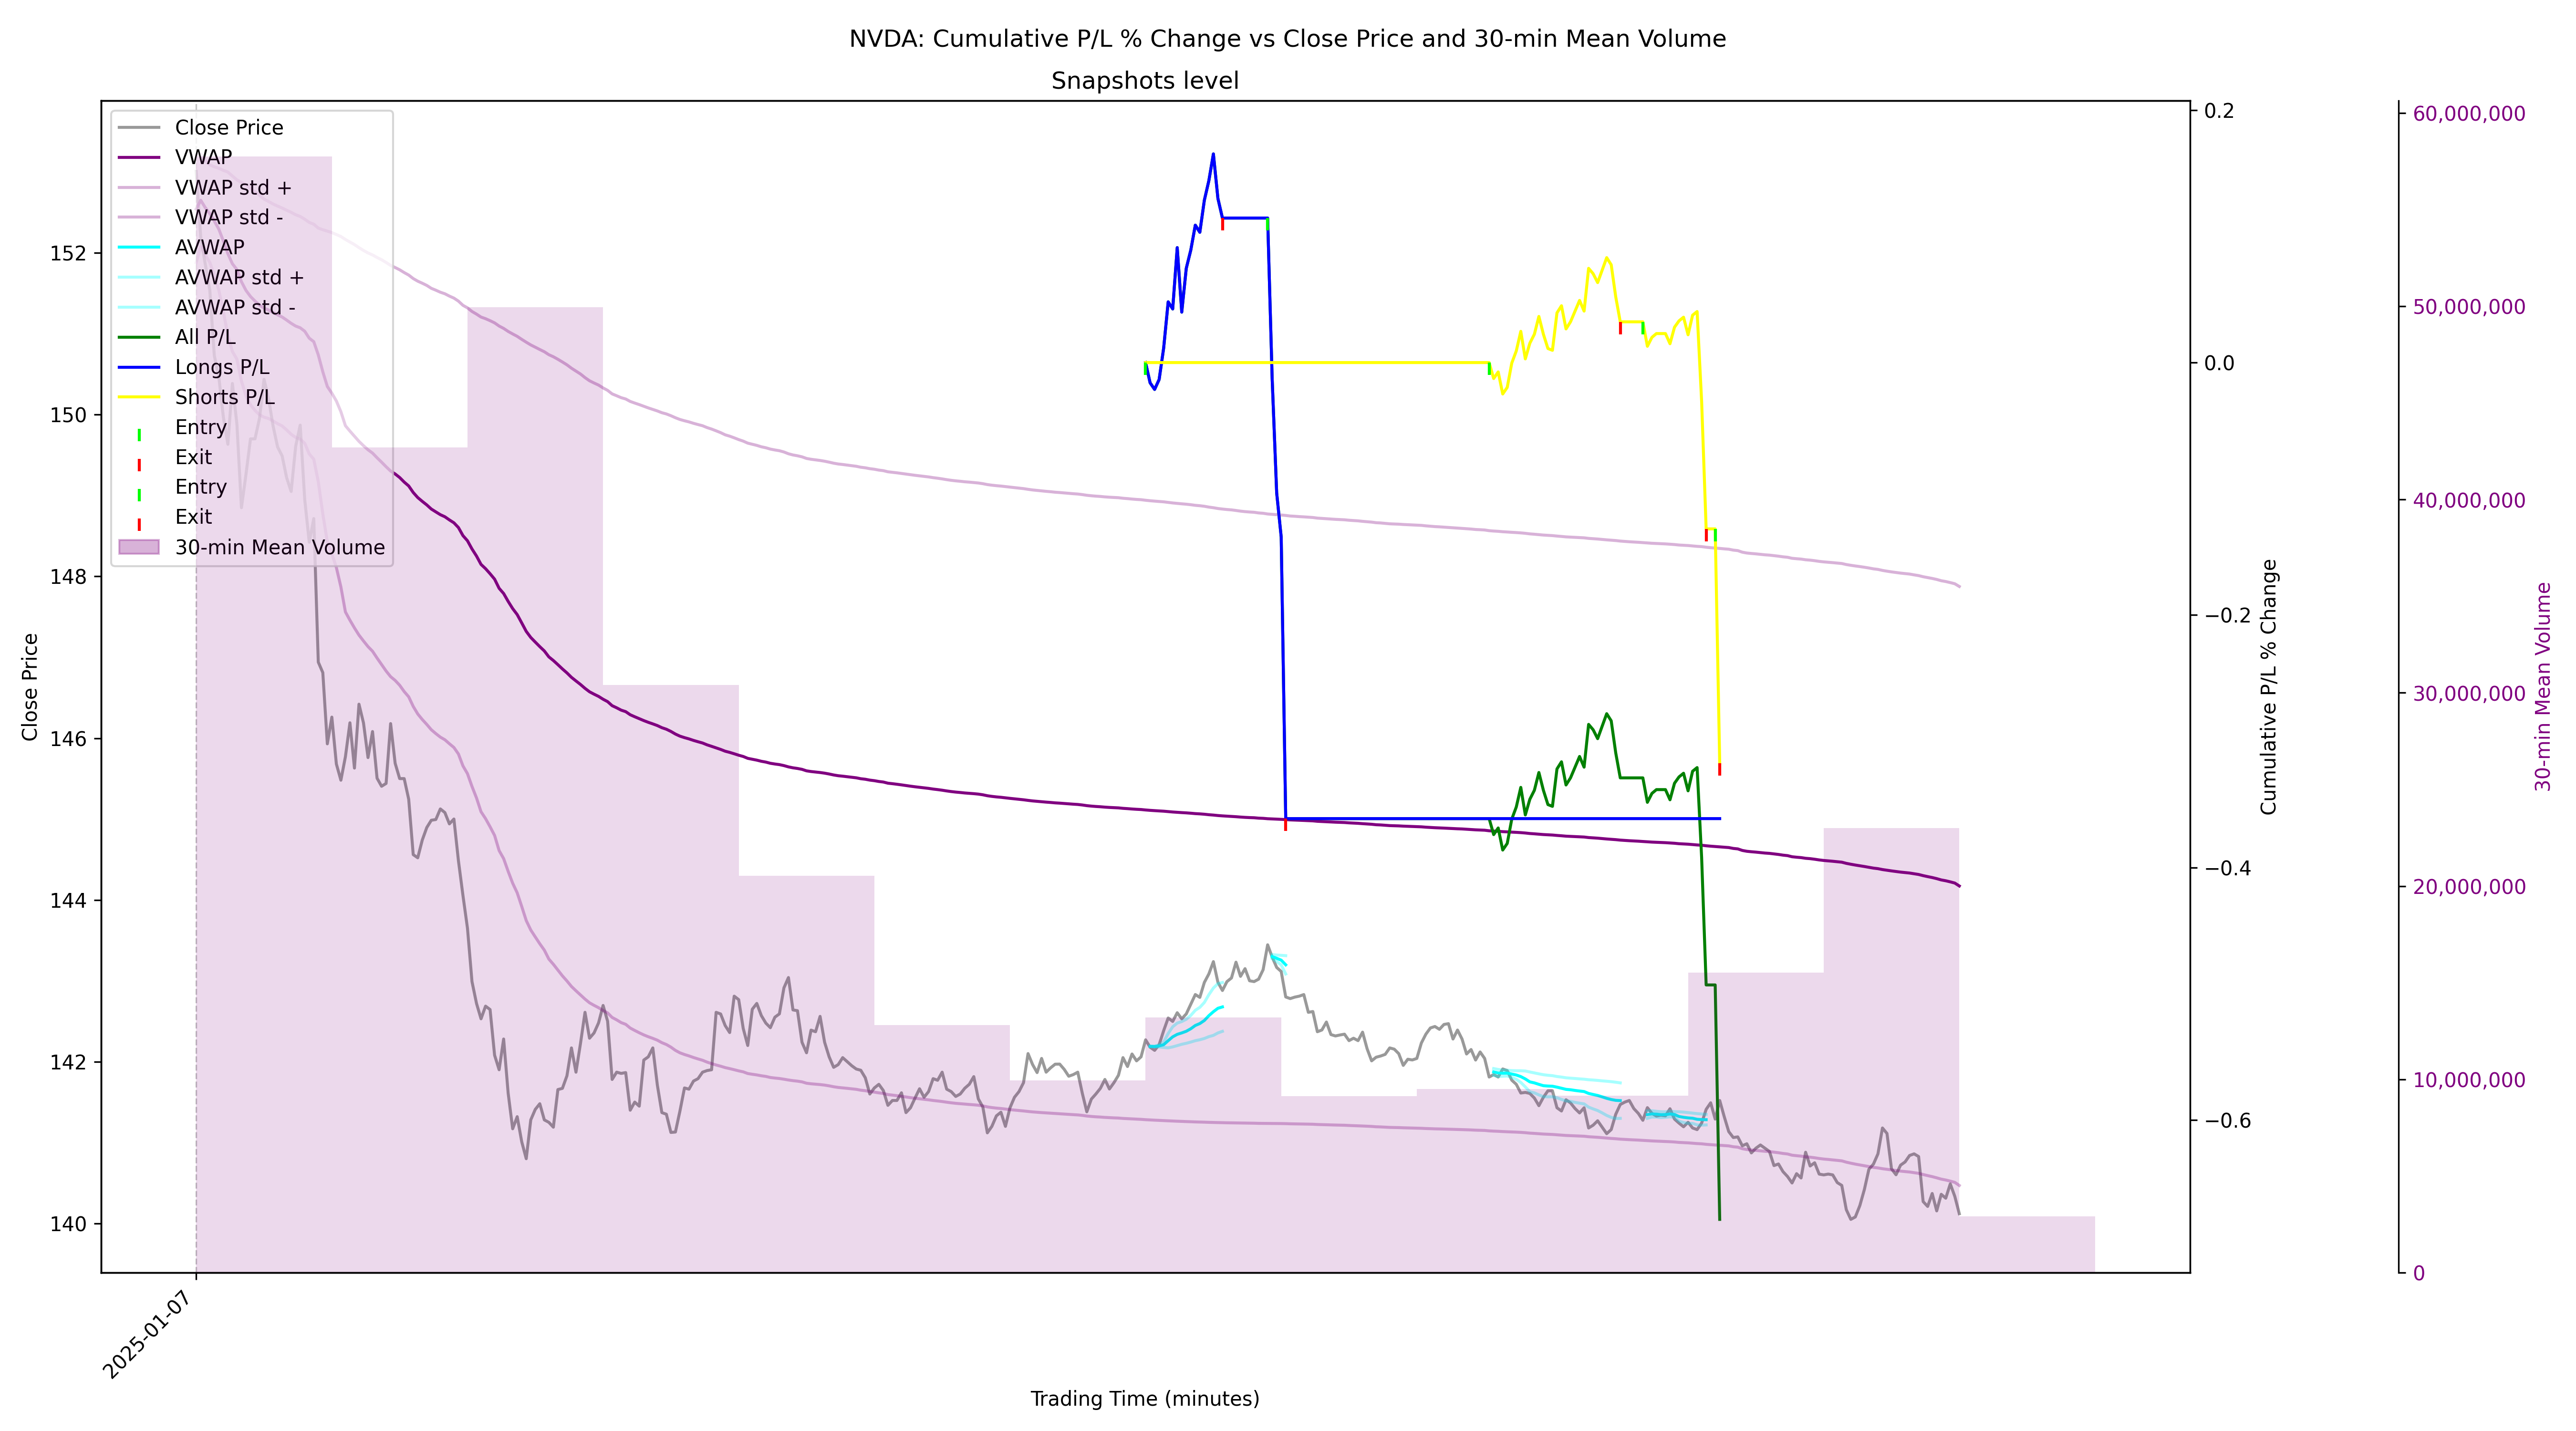 NVDA: Cumulative P/L % Change vs Close Price and 30-min Mean Volume
Snapshots level
Close Price
VWAP
VWAP std +
VWAP std -
AVWAP
AVWAP std +
AVWAP std -
All P/L
Longs P/L
Shorts P/L
Entry
Exit
Entry
Exit
30-min Mean Volume
152
150
148
146
144
142
140
Close Price
0.2
0.0
−0.2
−0.4
−0.6
Cumulative P/L % Change
60,000,000
50,000,000
40,000,000
30,000,000
20,000,000
10,000,000
0
30-min Mean Volume
2025-01-07
Trading Time (minutes)